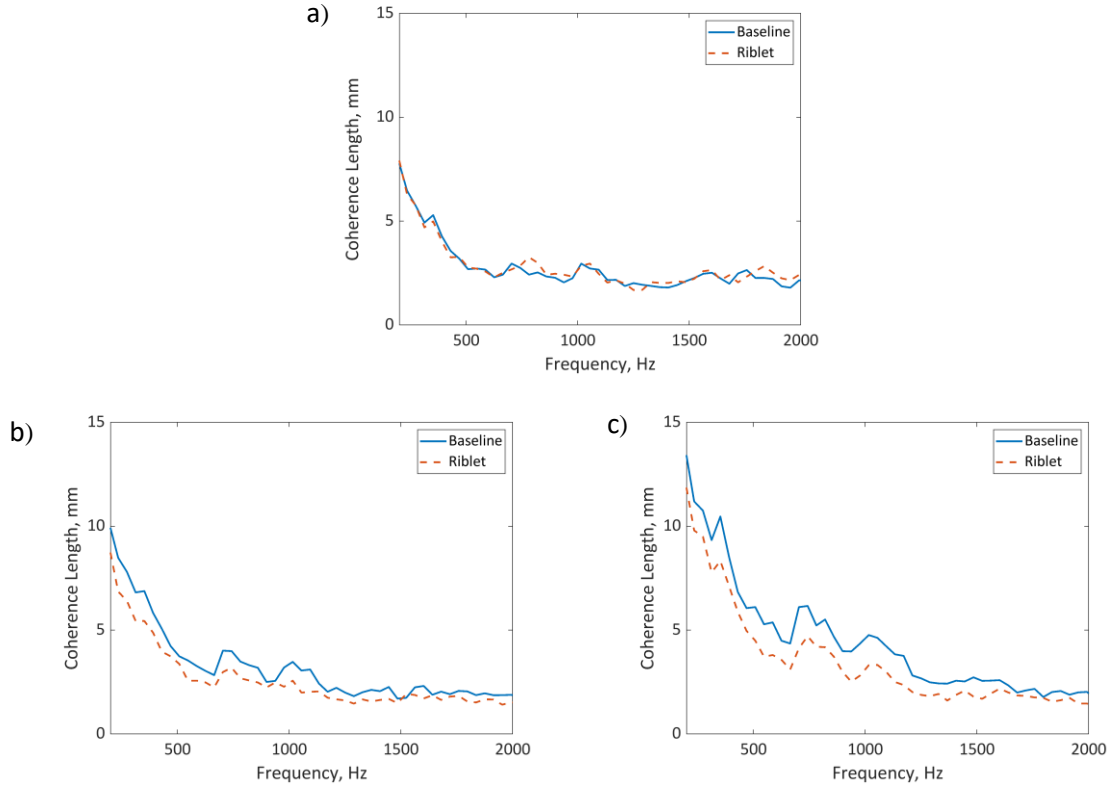 a)
15
10
5
0
Coherence Length, mm
500 1000 1500 2000
Frequency, Hz
Baseline
Riblet
b)
15
10
5
0
Coherence Length, mm
500 1000 1500 2000
Frequency, Hz
Baseline
Riblet
c)
15
10
5
0
Coherence Length, mm
500 1000 1500 2000
Frequency, Hz
Baseline
Riblet